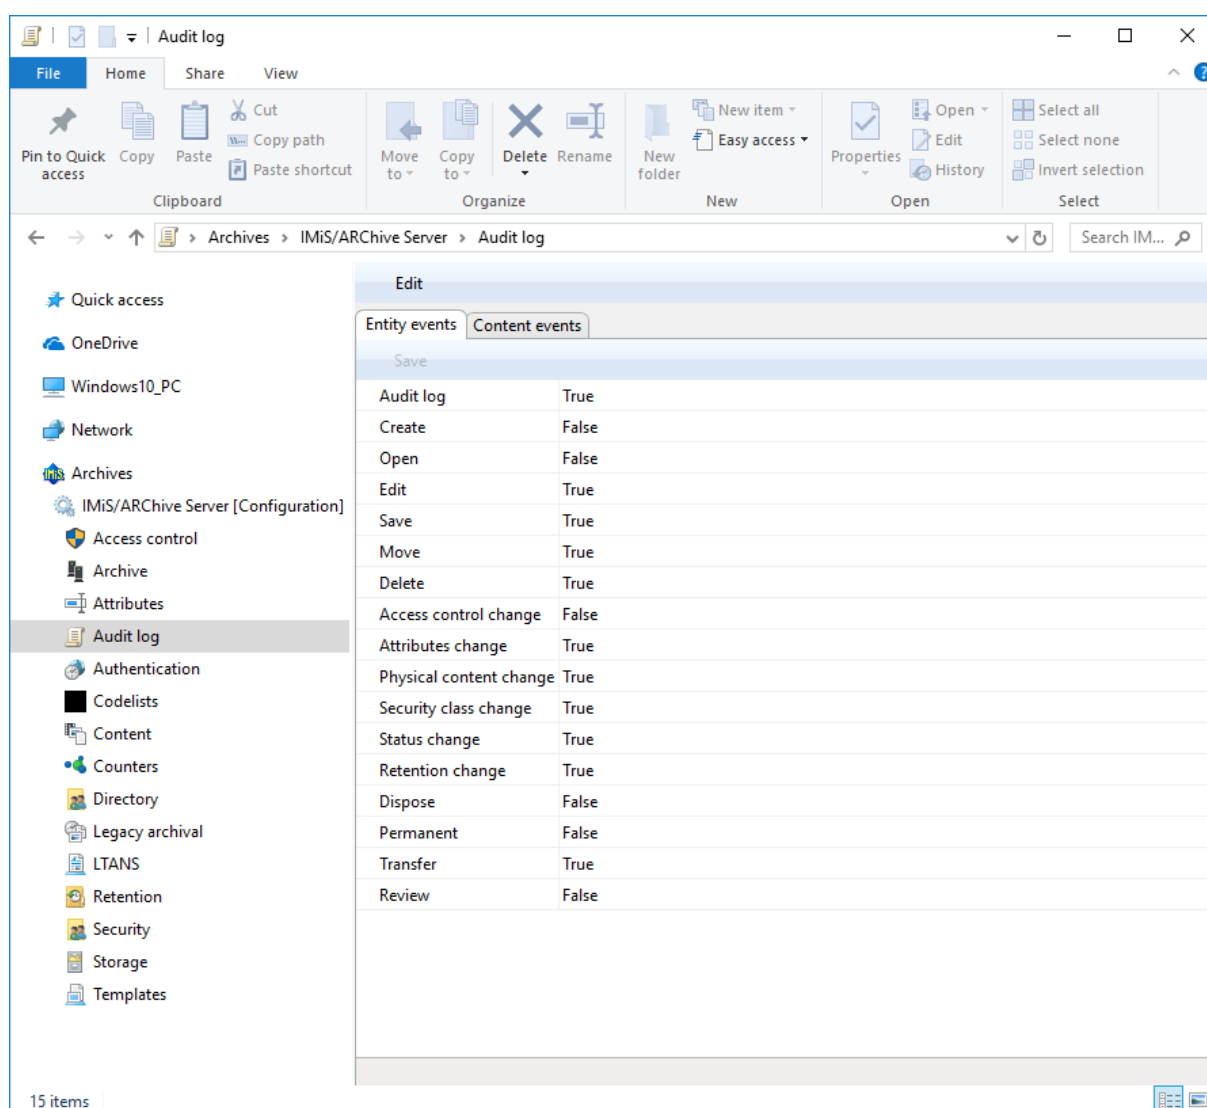 Audit log
File Home Share View
Pin to Quick access
Copy
Paste
Cut
Copy path
Paste shortcut
Clipboard
Move to
Copy to
Delete
Rename
Organize
New folder
New item
Easy access
New
Properties
Open
Edit
History
Open
Select all
Select none
Invert selection
Select
Archives > IMiS/ARChive Server > Audit log
Search IM...
Quick access
OneDrive
Windows10_PC
Network
Archives
IMiS/ARChive Server [Configuration]
Access control
Archive
Attributes
Audit log
Authentication
Codelists
Content
Counters
Directory
Legacy archival
LTANS
Retention
Security
Storage
Templates
Edit
Entity events Content events
Save
Audit log True
Create False
Open False
Edit True
Save True
Move True
Delete True
Access control change False
Attributes change True
Physical content change True
Security class change True
Status change True
Retention change True
Dispose False
Permanent False
Transfer True
Review False
15 items